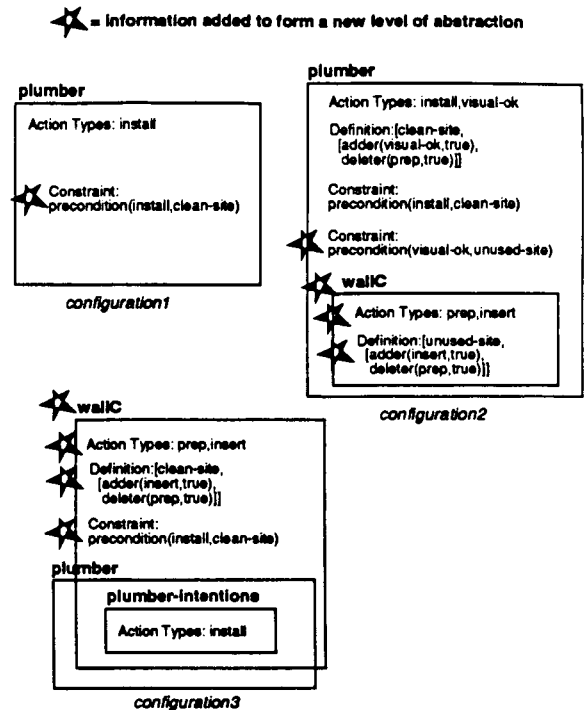 = information added to form a new level of abstraction
plumber
Action Types: install
Constraint:
precondition(install,clean-site)
configuration1
plumber
Action Types: install,visual-ok
Definition:[clean-site,
[adder(visual-ok,true),
deleter(prep,true)]]
Constraint:
precondition(install,clean-site)
Constraint:
precondition(visual-ok,unused-site)
wallC
Action Types: prep,insert
Definition:[unused-site,
[adder(insert,true),
deleter(prep,true)]]
configuration2
wallC
Action Types: prep,insert
Definition:[clean-site,
[adder(insert,true),
deleter(prep,true)]]
Constraint:
precondition(install,clean-site)
plumber
plumber-intentions
Action Types: install
configuration3